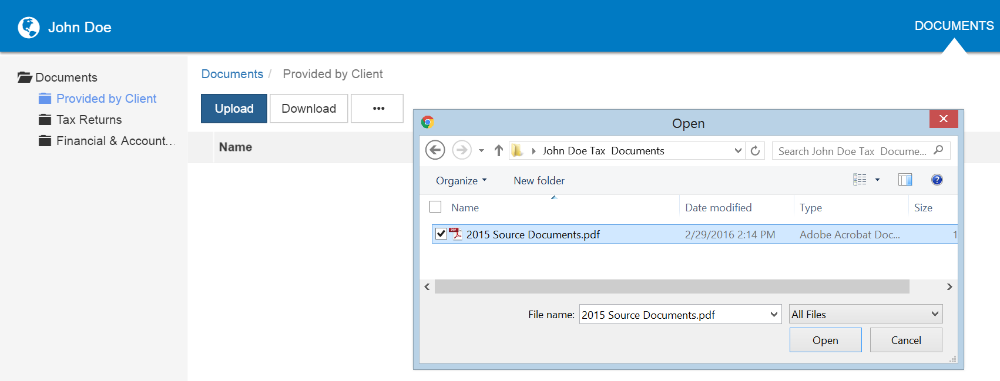 John Doe
DOCUMENTS
Documents
Provided by Client
Tax Returns
Financial & Account...
Documents / Provided by Client
Upload
Download
•••
Name
Open
John Doe Tax  Documents
Search John Doe Tax  Docume...
Organize
New folder
Name
Date modified
Type
Size
2015 Source Documents.pdf
2/29/2016 2:14 PM
Adobe Acrobat Doc...
1
File name:
2015 Source Documents.pdf
All Files
Open
Cancel